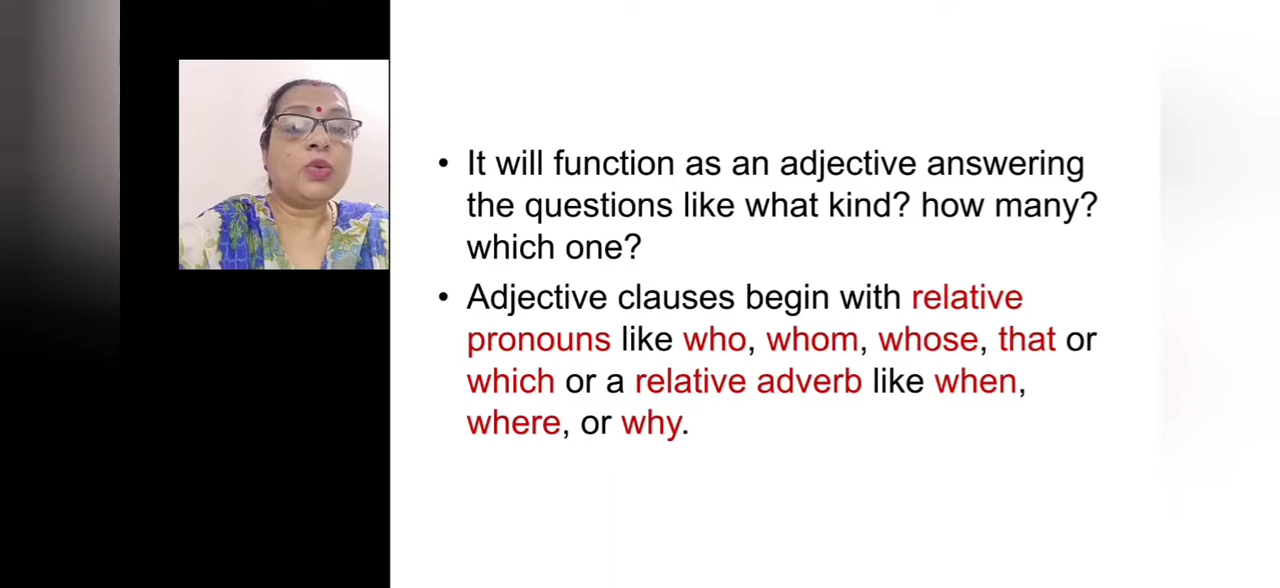 • It will function as an adjective answering
the questions like what kind? how many?
which one?
• Adjective clauses begin with relative
pronouns like who, whom, whose, that or
which or a relative adverb like when,
where, or why.